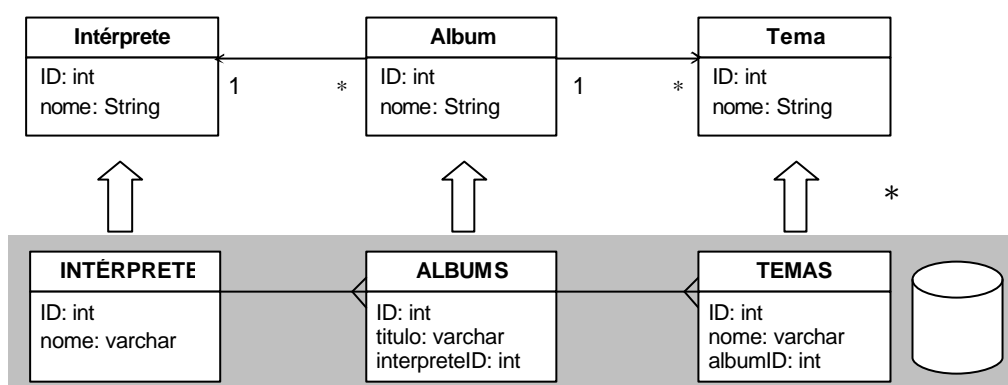 Intérprete
ID: int
nome: String
1
*
Album
ID: int
nome: String
1
*
Tema
ID: int
nome: String
*
INTÉRPRETE
ID: int
nome: varchar
ALBUMS
ID: int
titulo: varchar
interpreteID: int
TEMAS
ID: int
nome: varchar
albumID: int